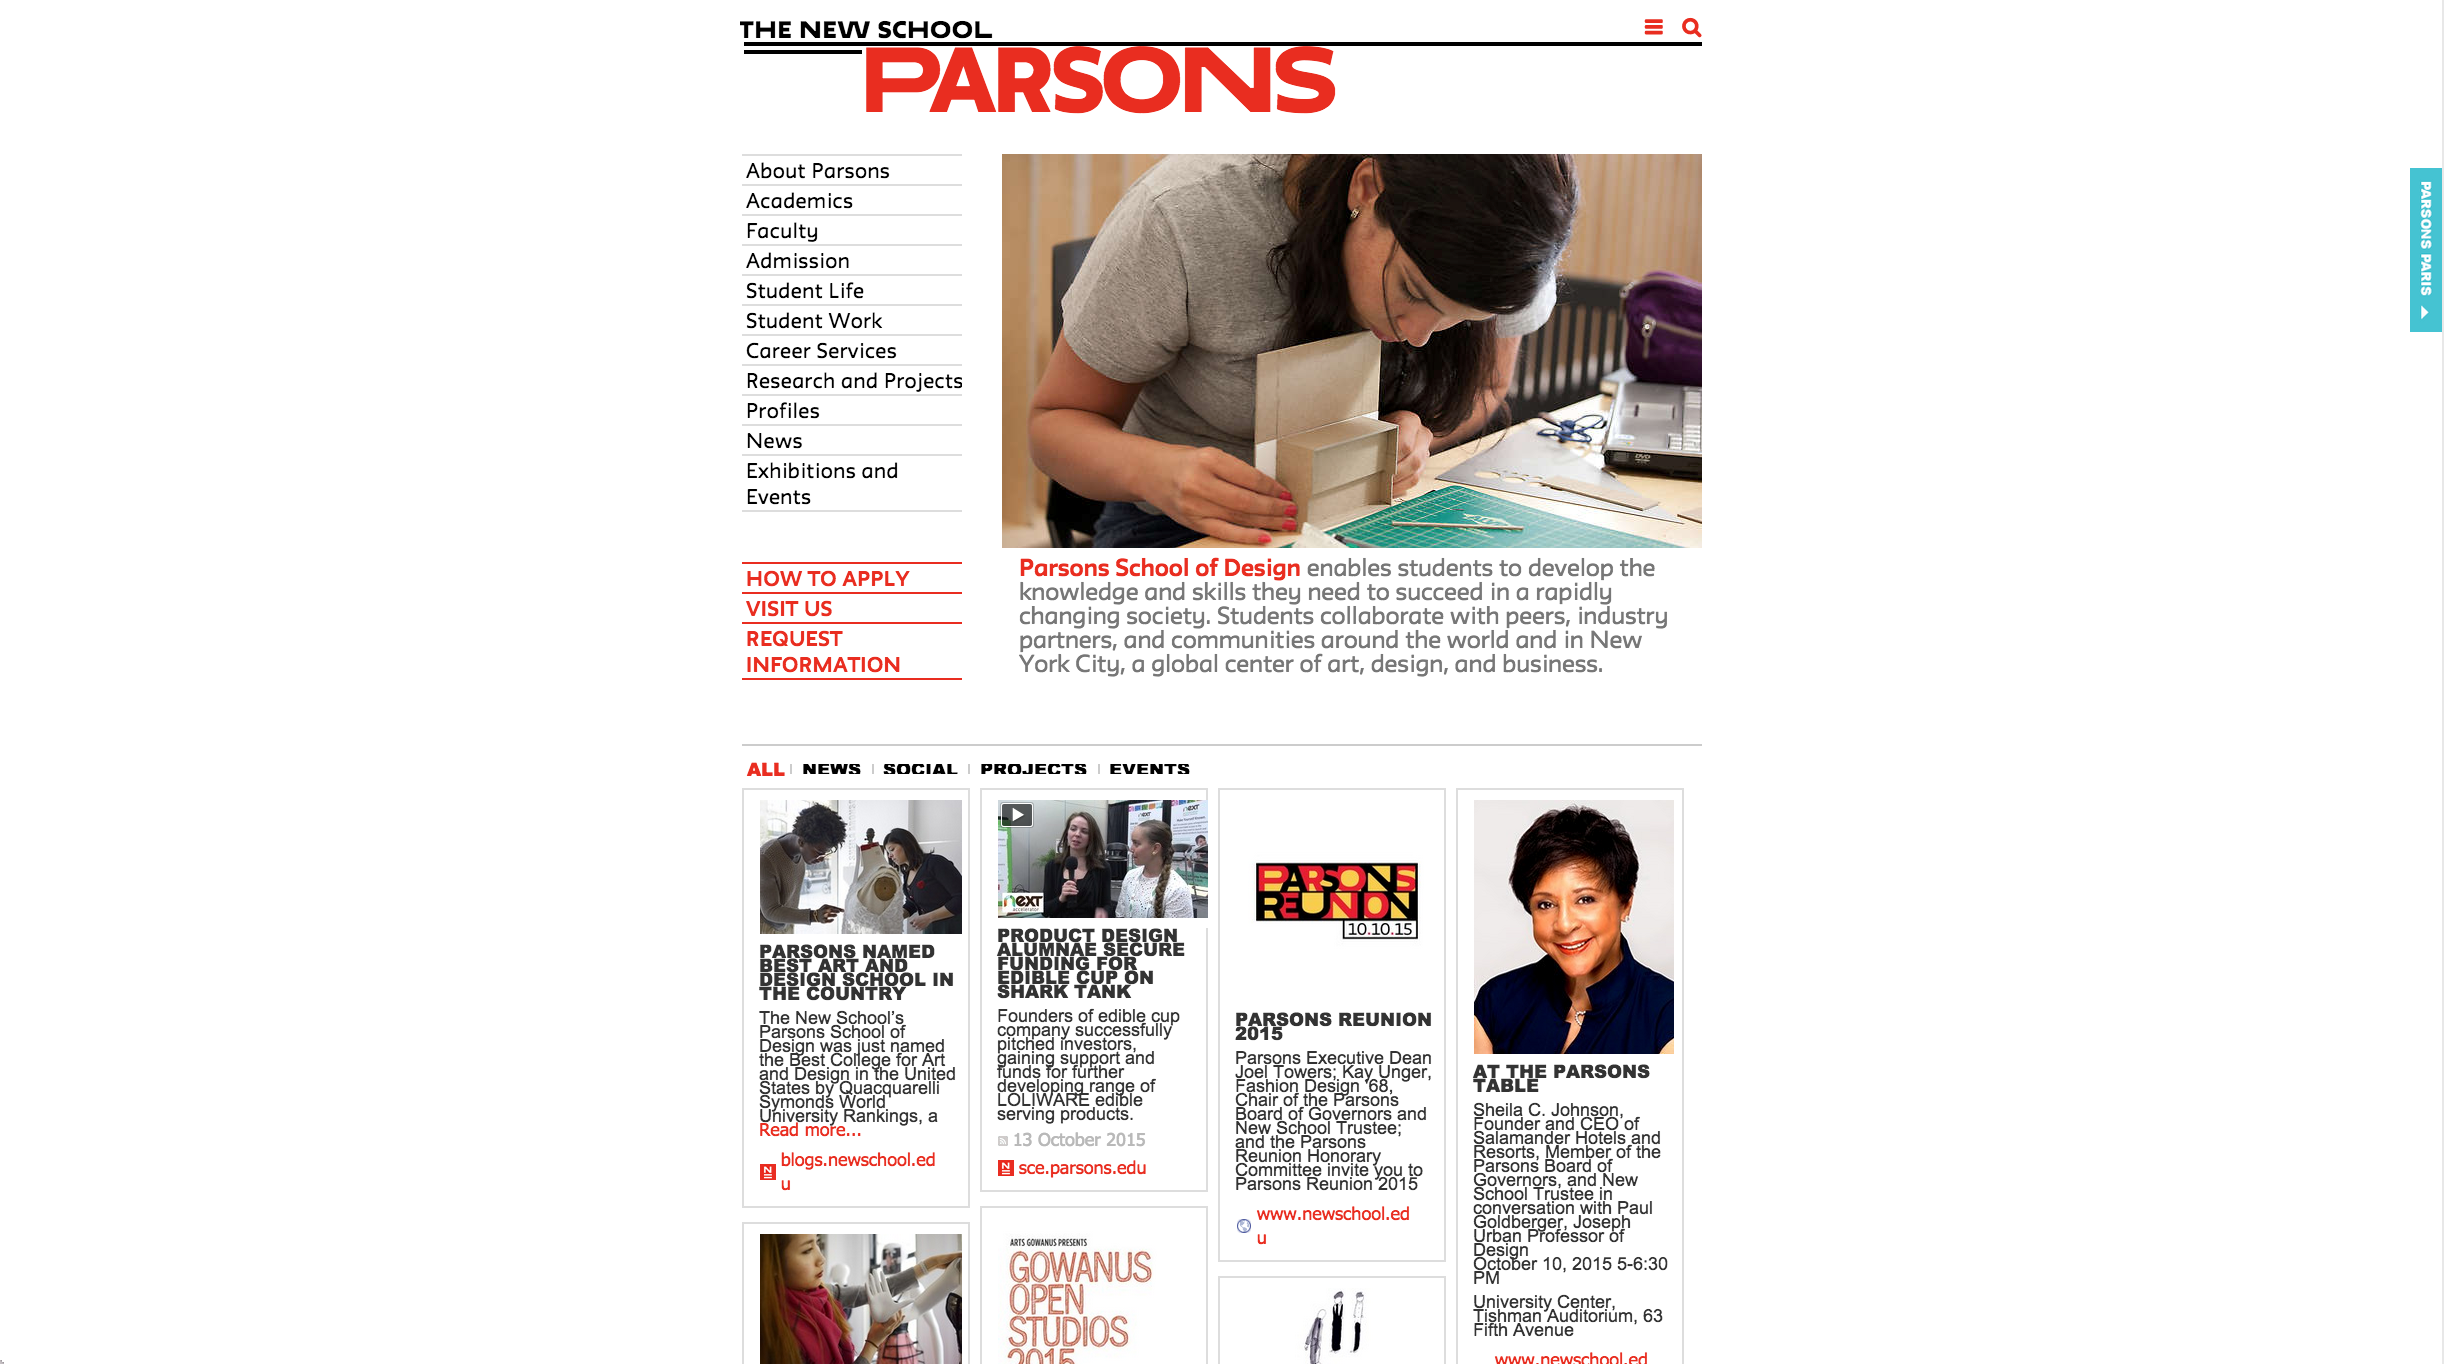 THE NEW SCHOOL
PARSONS
About Parsons
Academics
Faculty
Admission
Student Life
Student Work
Career Services
Research and Projects
Profiles
News
Exhibitions and
Events
HOW TO APPLY
VISIT US
REQUEST
INFORMATION
Parsons School of Design enables students to develop the
knowledge and skills they need to succeed in a rapidly
changing society. Students collaborate with peers, industry
partners, and communities around the world and in New
York City, a global center of art, design, and business.
PARSONS PARIS
ALL NEWS SOCIAL PROJECTS EVENTS
PARSONS NAMED
BEST ART AND
DESIGN SCHOOL IN
THE COUNTRY
The New School’s
Parsons School of
Design was just named
the Best College for Art
and Design in the United
States by Quacquarelli
Symonds World
University Rankings, a
Read more...
blogs.newschool.ed
u
next
accelerator
PRODUCT DESIGN
ALUMNAE SECURE
FUNDING FOR
EDIBLE CUP ON
SHARK TANK
Founders of edible cup
company successfully
pitched investors,
gaining support and
funds for further
developing range of
LOLIWARE edible
serving products.
13 October 2015
sce.parsons.edu
ARTS GOWANUS PRESENTS
GOWANUS
OPEN
STUDIOS
2015
PARSONS
REUNION
10.10.15
PARSONS REUNION
2015
Parsons Executive Dean
Joel Towers; Kay Unger,
Fashion Design '68,
Chair of the Parsons
Board of Governors and
New School Trustee;
and the Parsons
Reunion Honorary
Committee invite you to
Parsons Reunion 2015
www.newschool.ed
u
AT THE PARSONS
TABLE
Sheila C. Johnson,
Founder and CEO of
Salamander Hotels and
Resorts, Member of the
Parsons Board of
Governors, and New
School Trustee in
conversation with Paul
Goldberger, Joseph
Urban Professor of
Design
October 10, 2015 5-6:30
PM
University Center,
Tishman Auditorium, 63
Fifth Avenue
www.newschool.ed